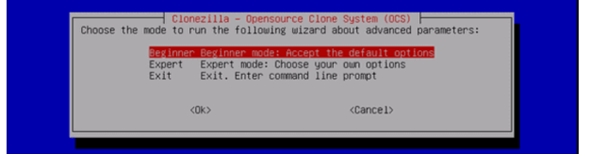 Clonezilla - Opensource Clone System (OCS)
Choose the mode to run the following wizard about advanced parameters:
Beginner Beginner mode: Accept the default options
Expert Expert mode: Choose your own options
Exit Exit. Enter command line prompt
<Ok> <Cancel>